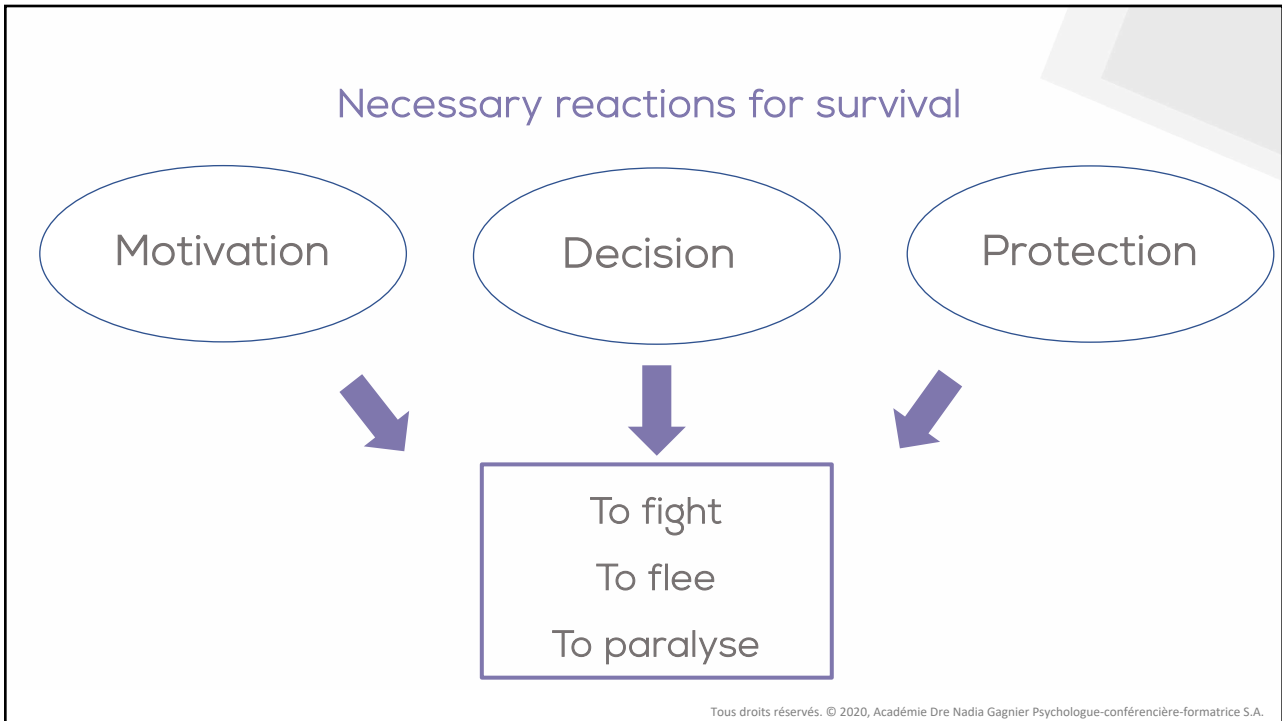 Necessary reactions for survival
Motivation
Decision
Protection
To fight
To flee
To paralyse
Tous droits réservés. © 2020, Académie Dre Nadia Gagnier Psychologue-conférencière-formatrice S.A.